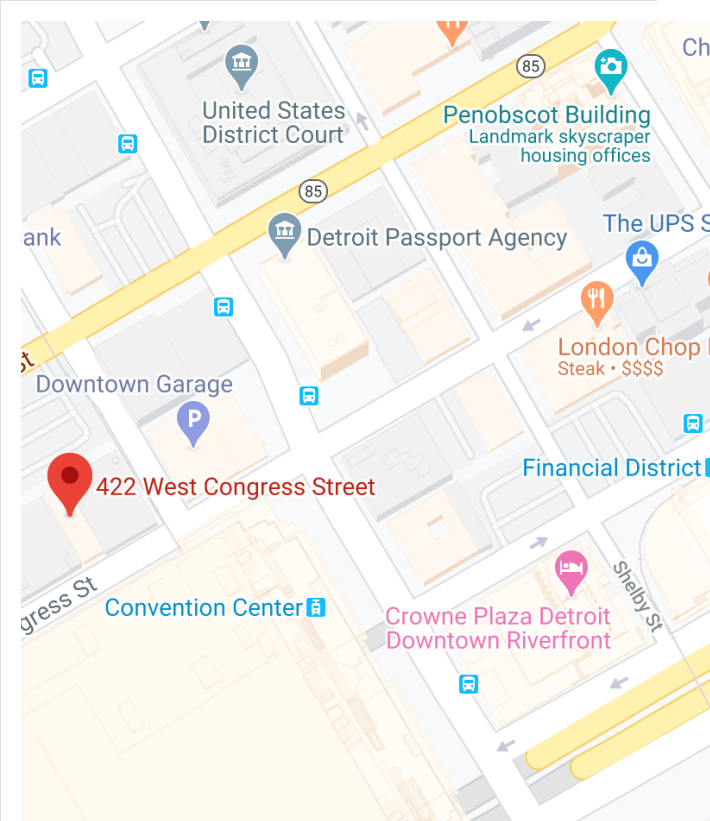 85
Ch
United States
District Court
Penobscot Building
Landmark skyscraper
housing offices
85
The UPS S
ank
Detroit Passport Agency
London Chop
Steak • $$$$
st
Downtown Garage
P
Financial District
422 West Congress Street
gress St
Shelby St
Convention Center
Crowne Plaza Detroit
Downtown Riverfront